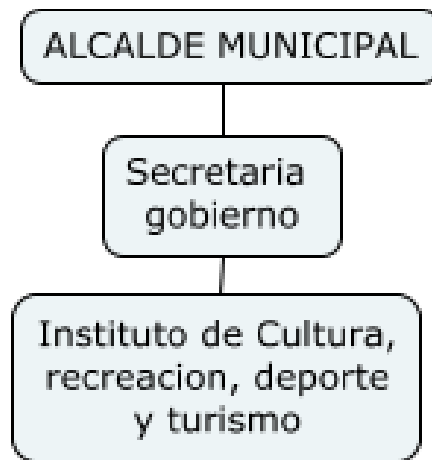 ALCALDE MUNICIPAL
Secretaria
gobierno
Instituto de Cultura,
recreacion, deporte
y turismo